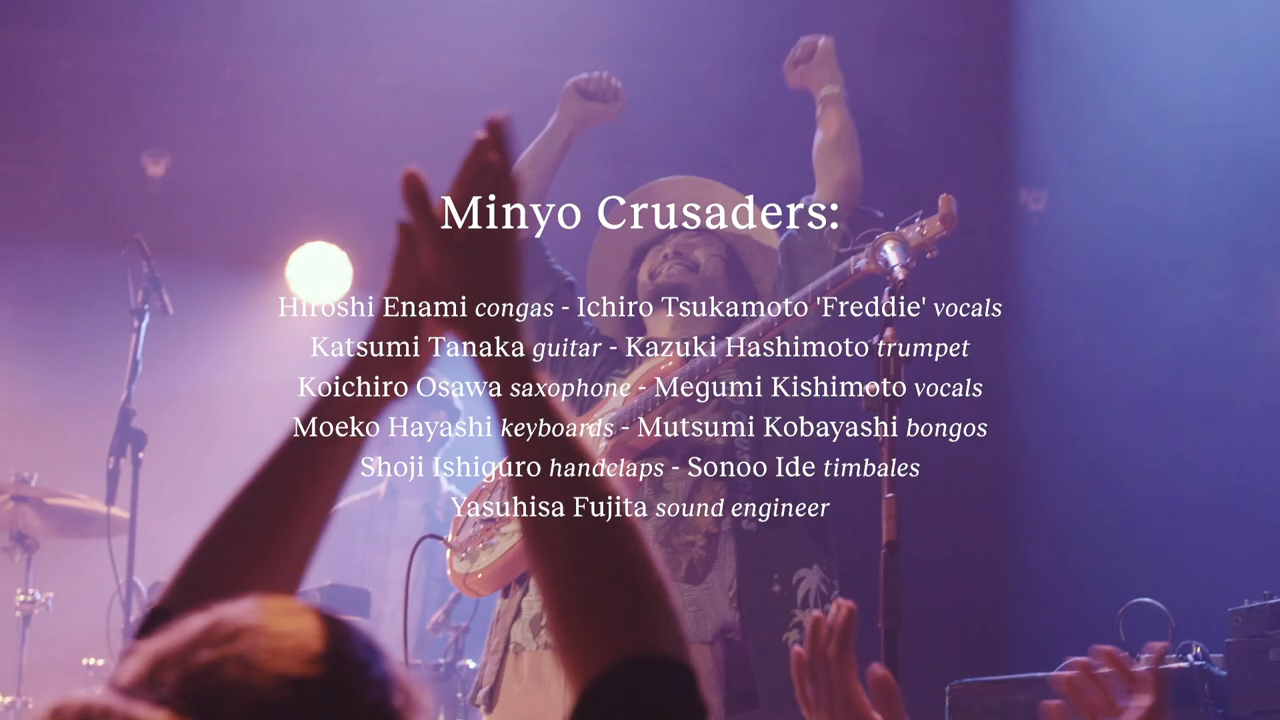 Minyo Crusaders:
Hiroshi Enami congas - Ichiro Tsukamoto 'Freddie' vocals
Katsumi Tanaka guitar - Kazuki Hashimoto trumpet
Koichiro Osawa saxophone - Megumi Kishimoto vocals
Moeko Hayashi keyboards - Mutsumi Kobayashi bongos
Shoji Ishiguro handclaps - Sonoo Ide timbales
Yasuhisa Fujita sound engineer